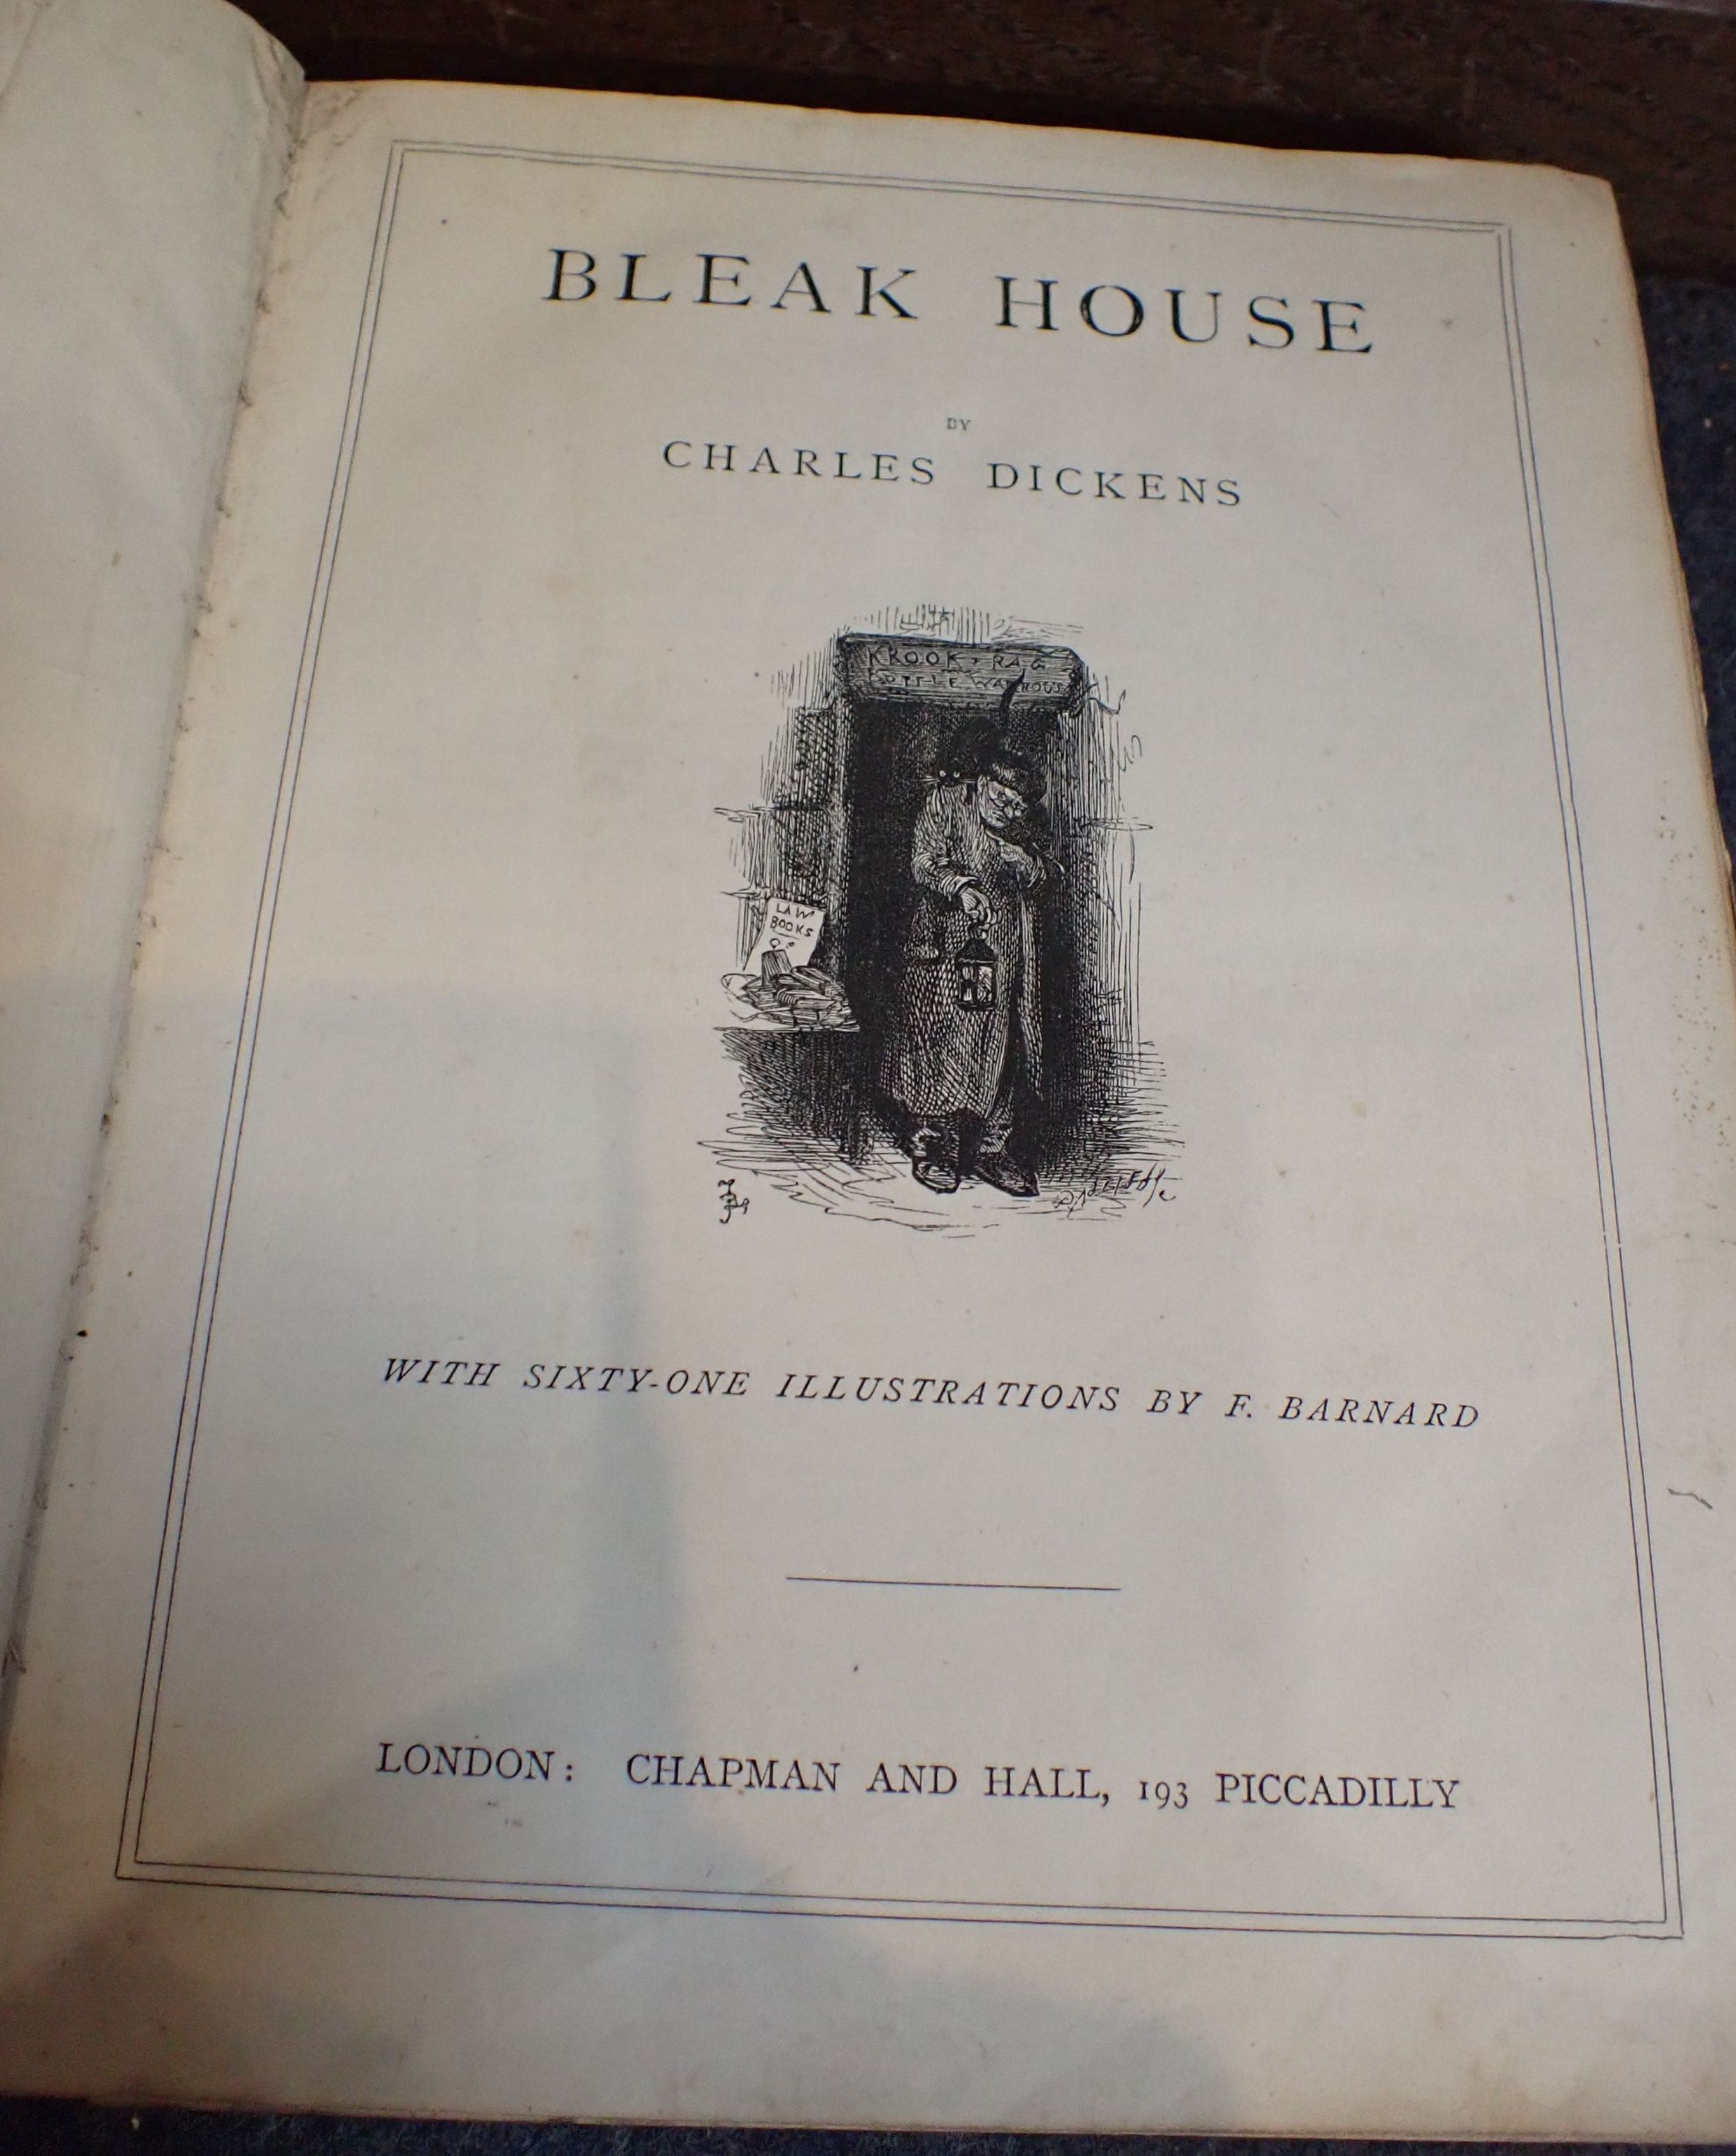 BLEAK HOUSE
BY
CHARLES DICKENS
KROOK. RAG
BOTTLE
LAW
BOOKS
WITH SIXTY-ONE ILLUSTRATIONS BY F. BARNARD
LONDON: CHAPMAN AND HALL, 193 PICCADILLY